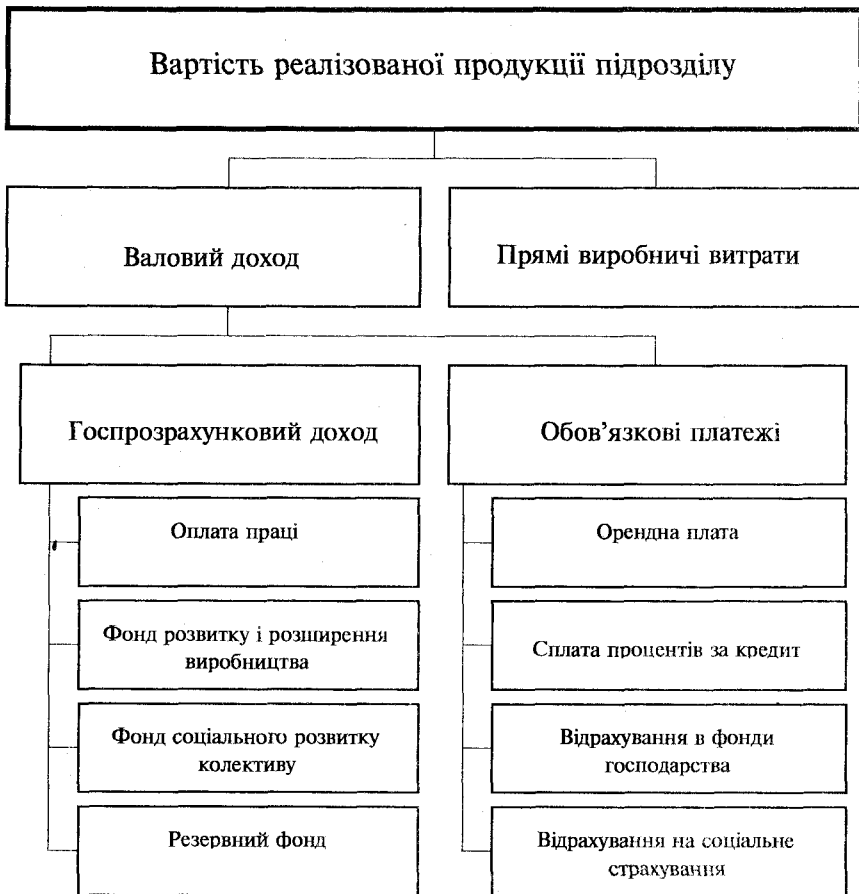 Вартість реалізованої продукції підрозділу
Валовий доход
Прямі виробничі витрати
Госпрозрахунковий доход
Обов’язкові платежі
Оплата праці
Орендна плата
Фонд розвитку і розширення
виробництва
Сплата процентів за кредит
Фонд соціального розвитку
колективу
Відрахування в фонди
господарства
Резервний фонд
Відрахування на соціальне
страхування